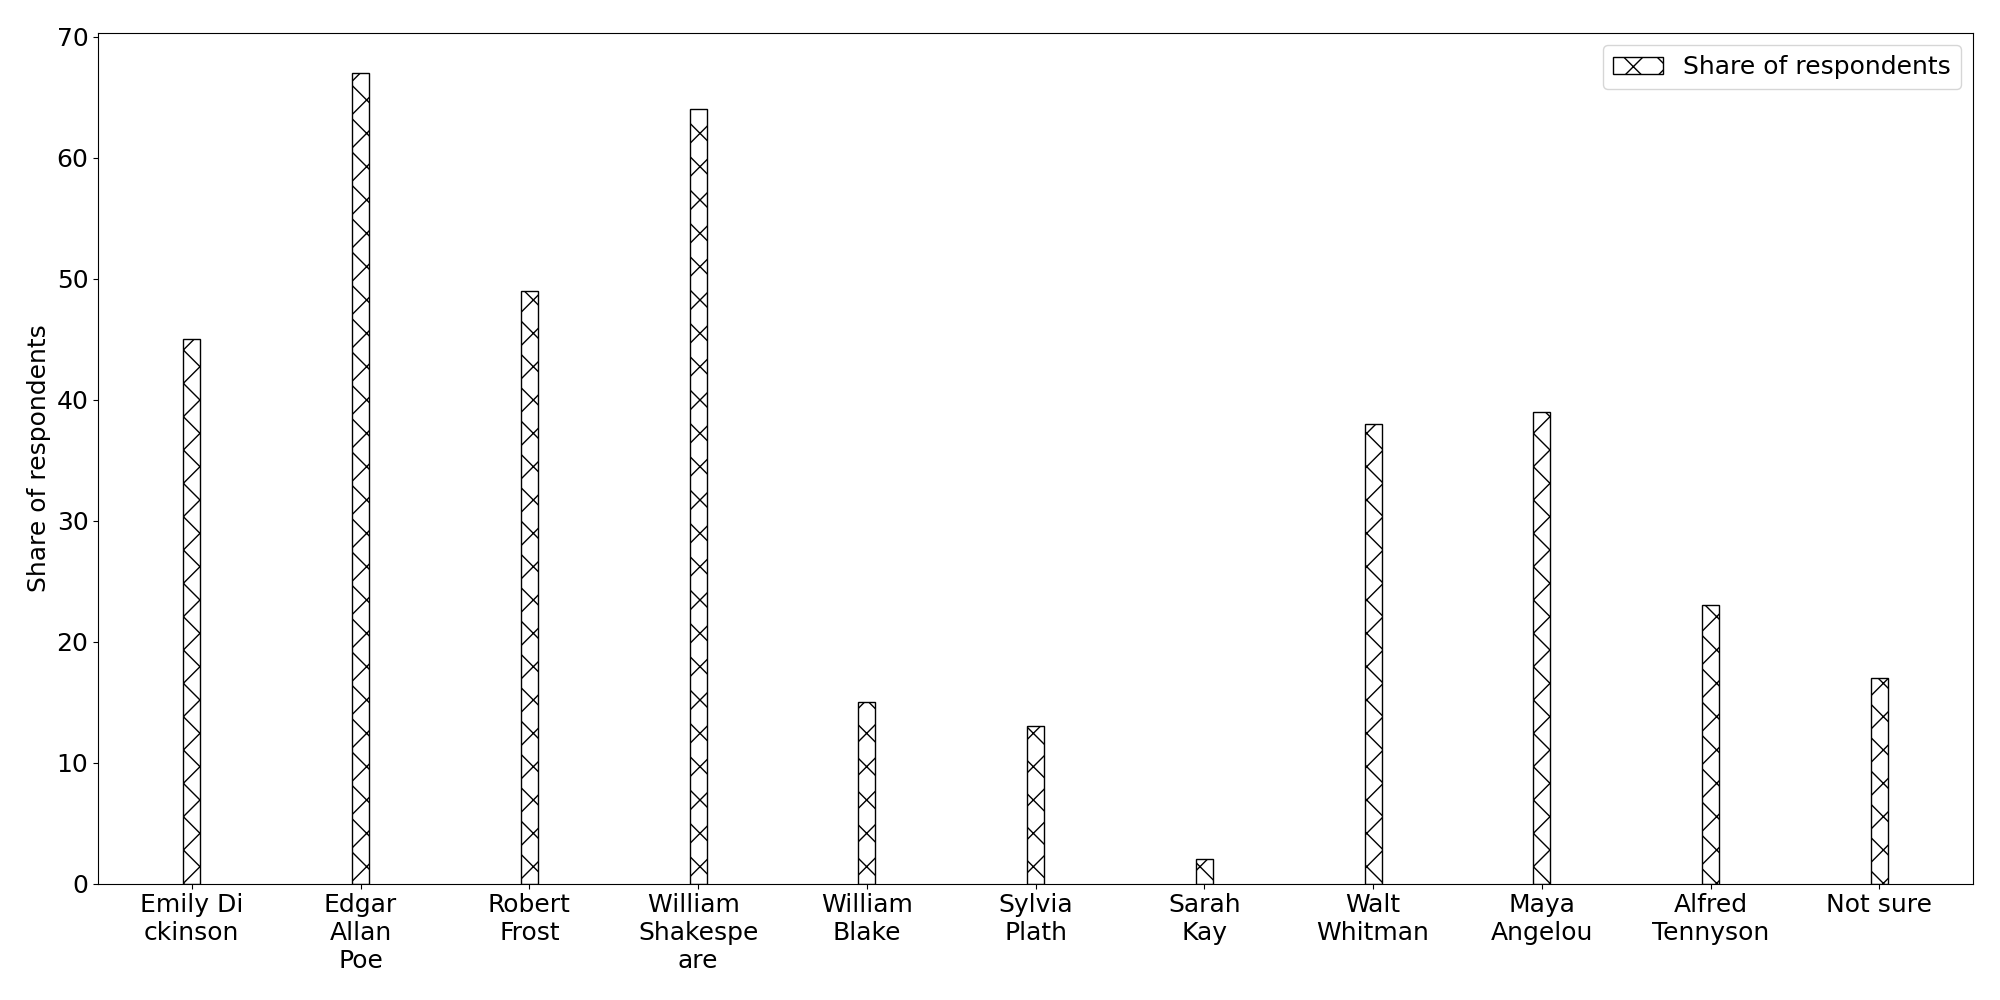 70
60
50
40
30
20
10
0
Share of respondents
Share of respondents
Emily Di
ckinson
Edgar
Allan
Poe
Robert
Frost
William
Shakespe
are
William
Blake
Sylvia
Plath
Sarah
Kay
Walt
Whitman
Maya
Angelou
Alfred
Tennyson
Not sure